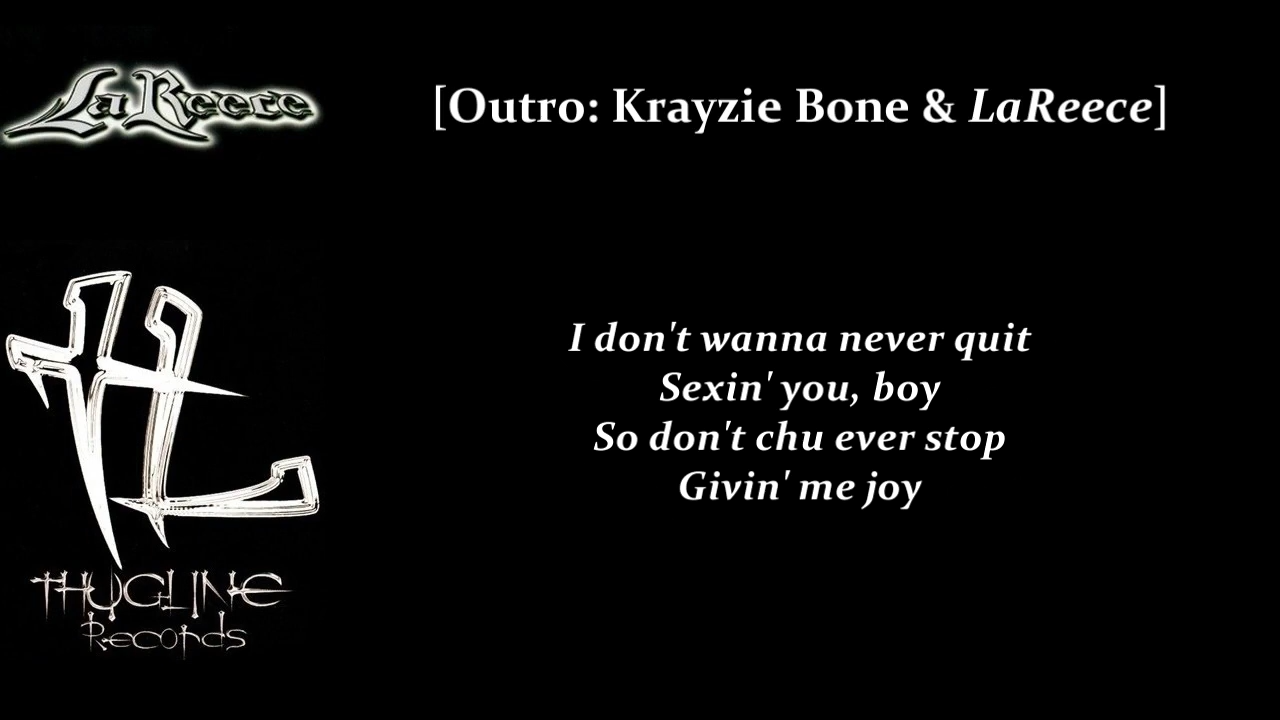 LaReece
[Outro: Krayzie Bone & LaReece]
I don't wanna never quit
Sexin' you, boy
So don't chu ever stop
Givin' me joy
TL
THUGLINE
Records